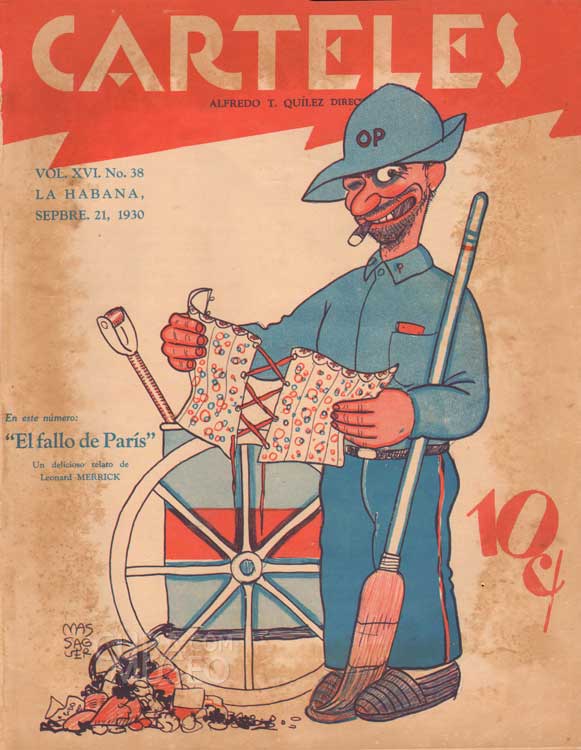 CARTELES
ALFREDO T. QUÍLEZ DIREC
VOL. XVI. No. 38
LA HABANA,
SEPBRE. 21, 1930
OP
O P
En este número:
"El fallo de París"
Un delicioso relato de
Leonard MERRICK
10 ¢
MAS
SAG
UER